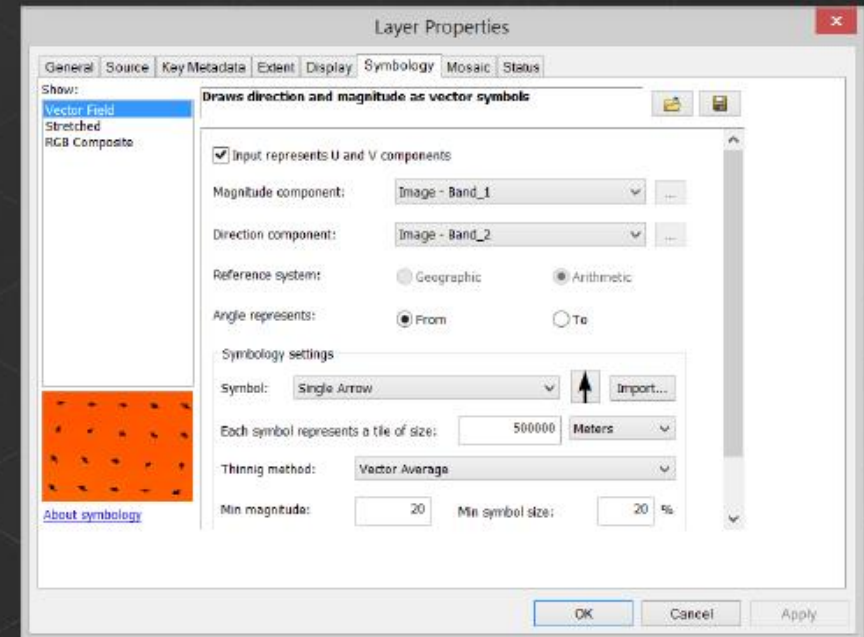 Layer Properties
General Source Key Metadata Extent Display Symbology Mosaic Status
Show:
Vector Field
Stretched
RGB Composite
About symbology
Draws direction and magnitude as vector symbols
Input represents U and V components
Magnitude component: Image - Band_1 ...
Direction component: Image - Band_2 ...
Reference system: Geographic Arithmetic
Angle represents: From To
Symbology settings
Symbol: Single Arrow Import...
Each symbol represents a tile of size: 500000 Meters
Thinnig method: Vector Average
Min magnitude: 20 Min symbol size: 20 %
OK Cancel Apply